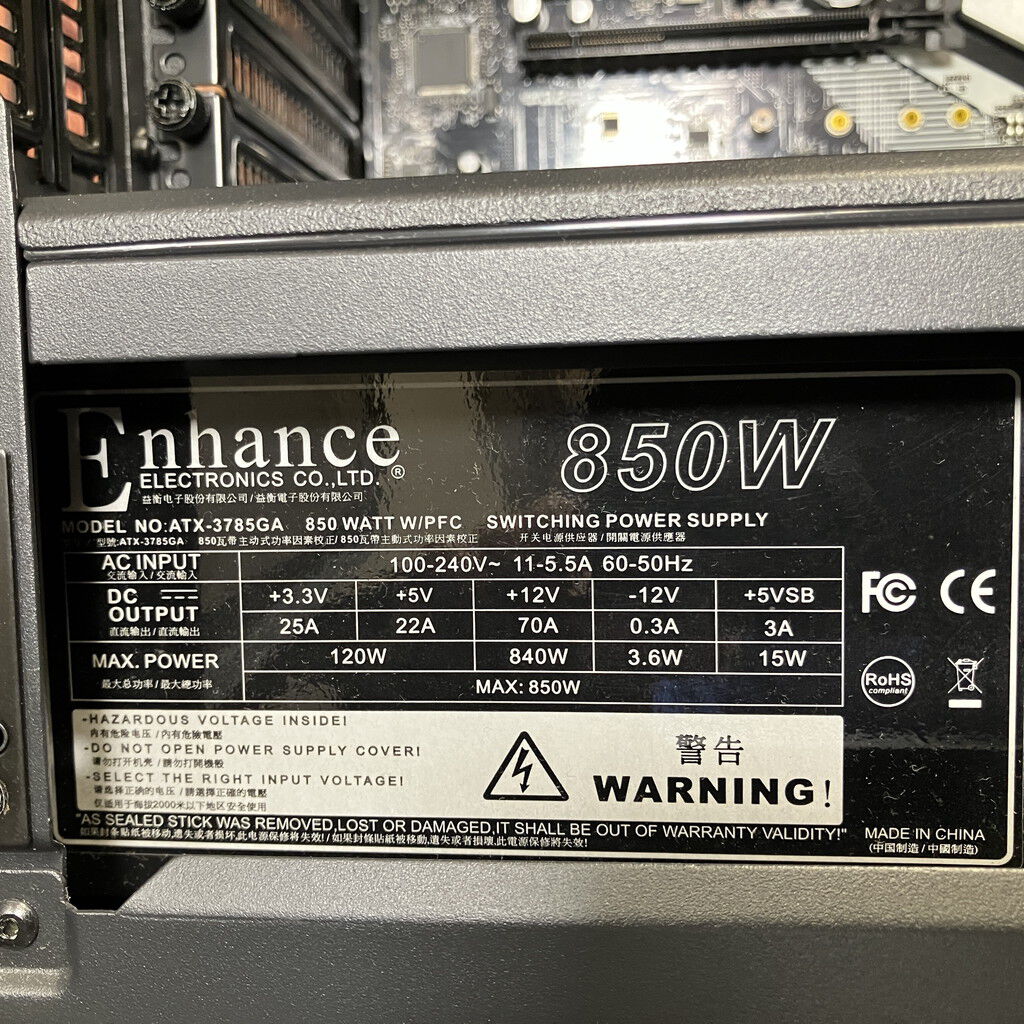 Enhance
ELECTRONICS CO.,LTD.®
益衡电子股份有限公司/益衡電子股份有限公司
850W
MODEL NO:ATX-3785GA 850 WATT W/PFC SWITCHING POWER SUPPLY
型號:ATX-3785GA 850瓦带主动式功率因素校正/850瓦帶主動式功率因素校正 开关电源供应器/開關電源供應器
AC INPUT 100-240V~ 11-5.5A 60-50Hz
交流输入/交流輸入
DC OUTPUT +3.3V +5V +12V -12V +5VSB
直流输出/直流輸出 25A 22A 70A 0.3A 3A
MAX. POWER 120W 840W 3.6W 15W
最大总功率/最大總功率 MAX: 850W
FC CE
RoHS
compliant
-HAZARDOUS VOLTAGE INSIDE!
内有危险电压/內有危險電壓
-DO NOT OPEN POWER SUPPLY COVER!
请勿打开机壳/請勿打開機殼
-SELECT THE RIGHT INPUT VOLTAGE!
请选择正确的电压/請選擇正確的電壓
仅适用于海拔2000米以下地区安全使用
警告
WARNING!
"AS SEALED STICK WAS REMOVED,LOST OR DAMAGED,IT SHALL BE OUT OF WARRANTY VALIDITY!"
如果封条贴纸被移动,遗失或者损坏,此电源保修将失效!/如果封條貼紙被移動,遺失或者損壞,此電源保修將失效!
MADE IN CHINA
(中国制造/中國制造)